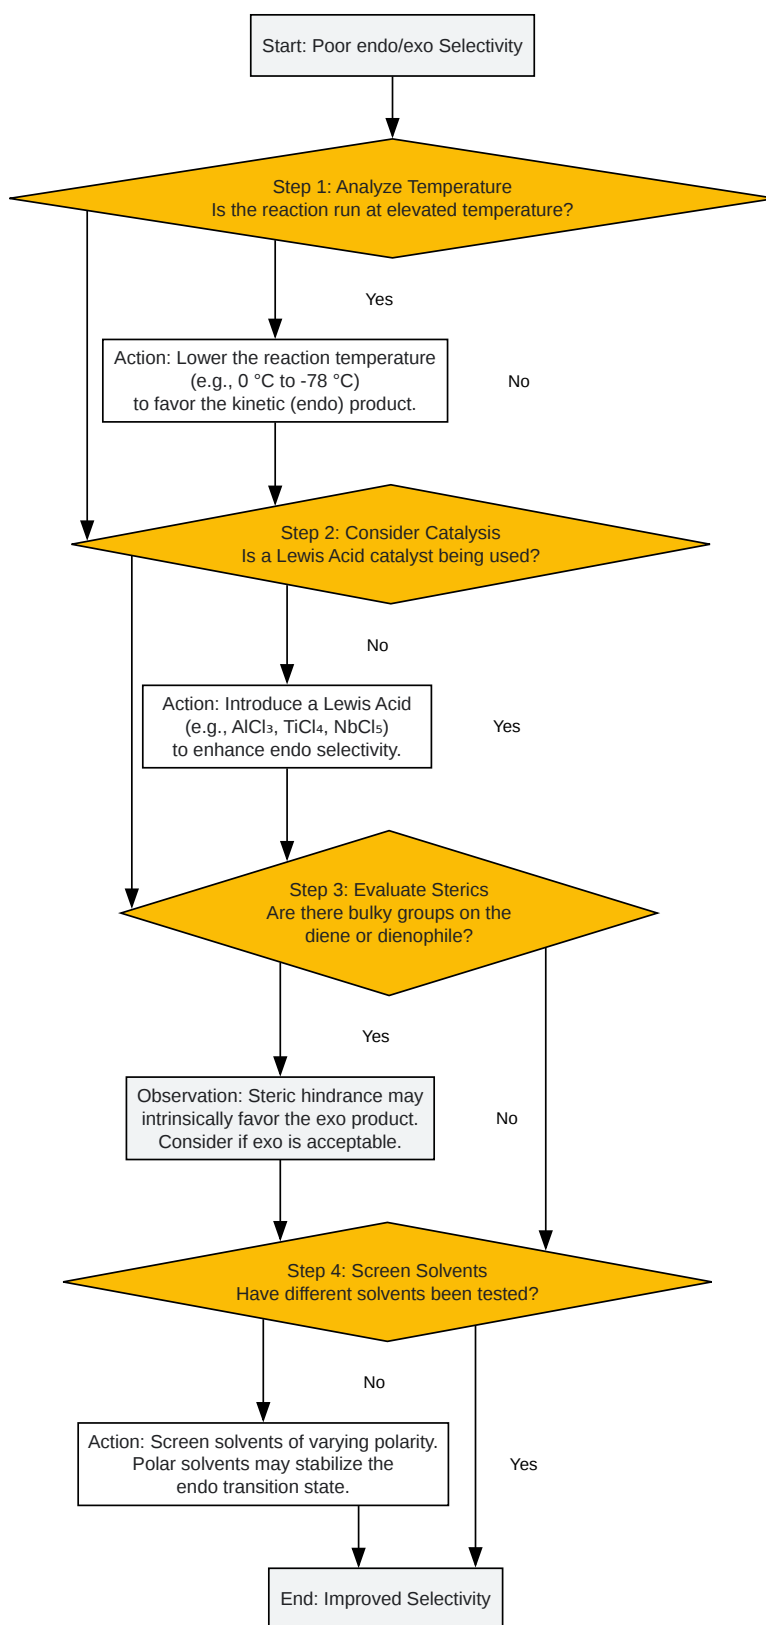 Start: Poor endo/exo Selectivity
Step 1: Analyze Temperature
Is the reaction run at elevated temperature?
Yes
Action: Lower the reaction temperature
(e.g., 0 °C to -78 °C)
to favor the kinetic (endo) product.
No
Step 2: Consider Catalysis
Is a Lewis Acid catalyst being used?
No
Action: Introduce a Lewis Acid
(e.g., AlCl₃, TiCl₄, NbCl₅)
to enhance endo selectivity.
Yes
Step 3: Evaluate Sterics
Are there bulky groups on the
diene or dienophile?
Yes
Observation: Steric hindrance may
intrinsically favor the exo product.
Consider if exo is acceptable.
No
Step 4: Screen Solvents
Have different solvents been tested?
No
Action: Screen solvents of varying polarity.
Polar solvents may stabilize the
endo transition state.
Yes
End: Improved Selectivity